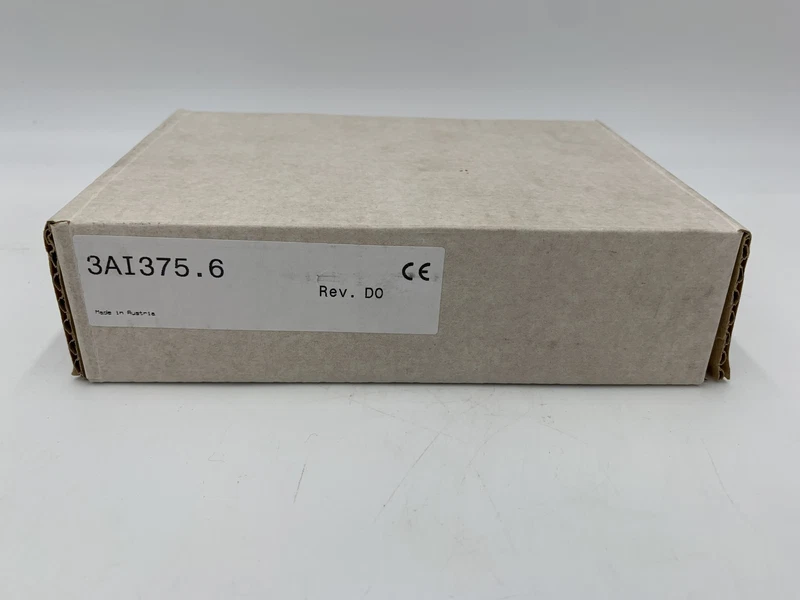 3AI375.6
CE
Rev. D0
Made in Austria